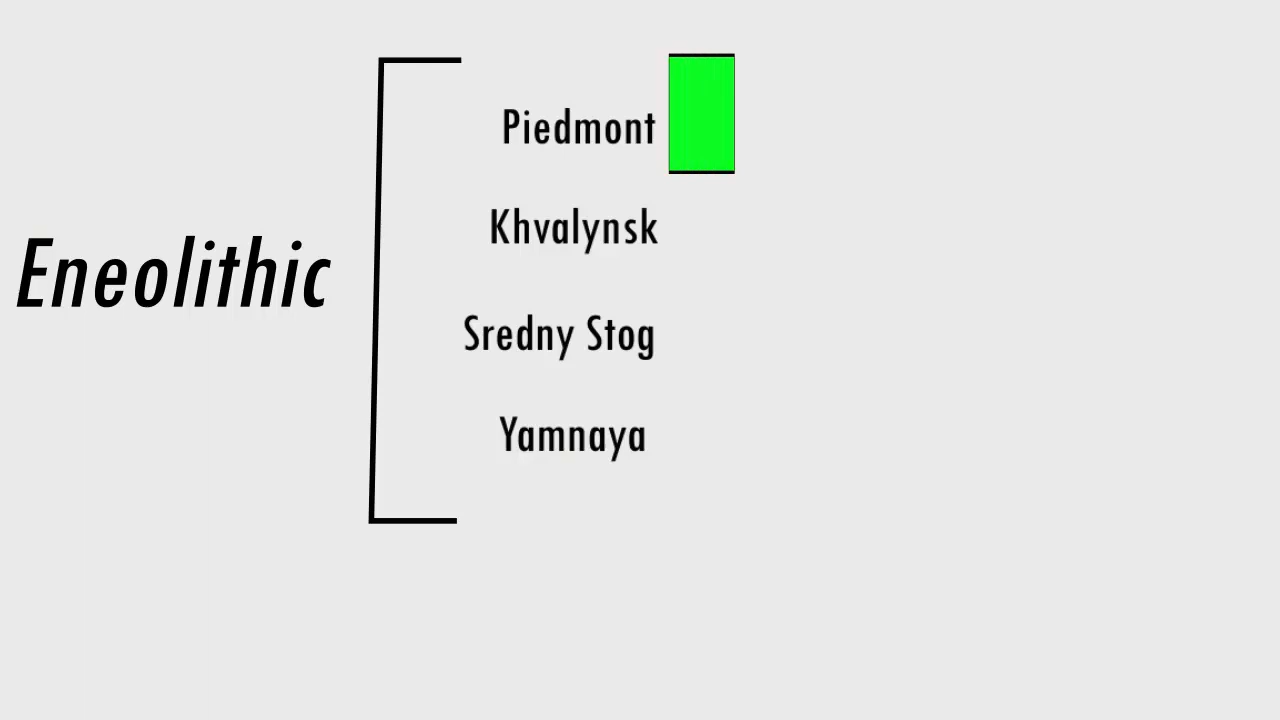 Piedmont
Khvalynsk
Eneolithic
Sredny Stog
Yamnaya